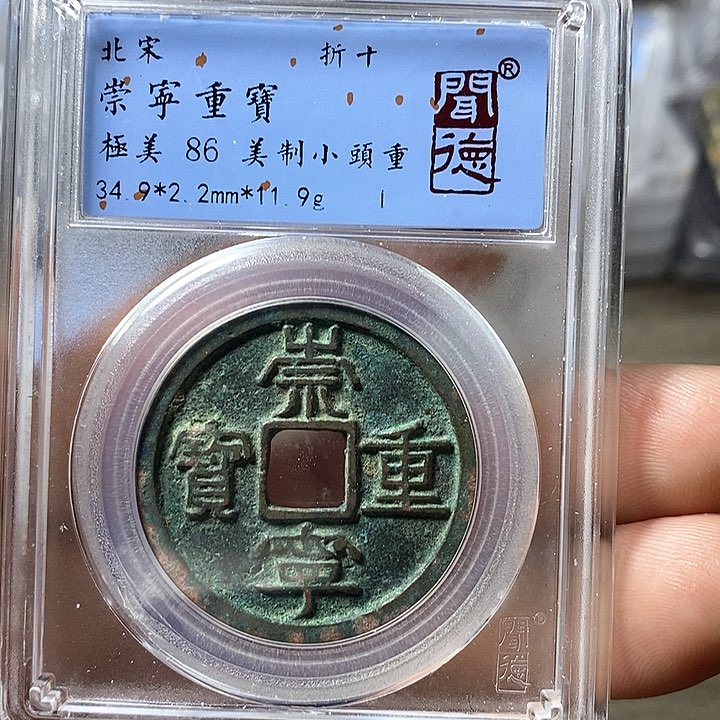 北宋 折十
崇寧重寶
極美 86 美制小頭重
34.9*2.2mm*11.9g
聞德®
崇
寶 重
寧
聞德